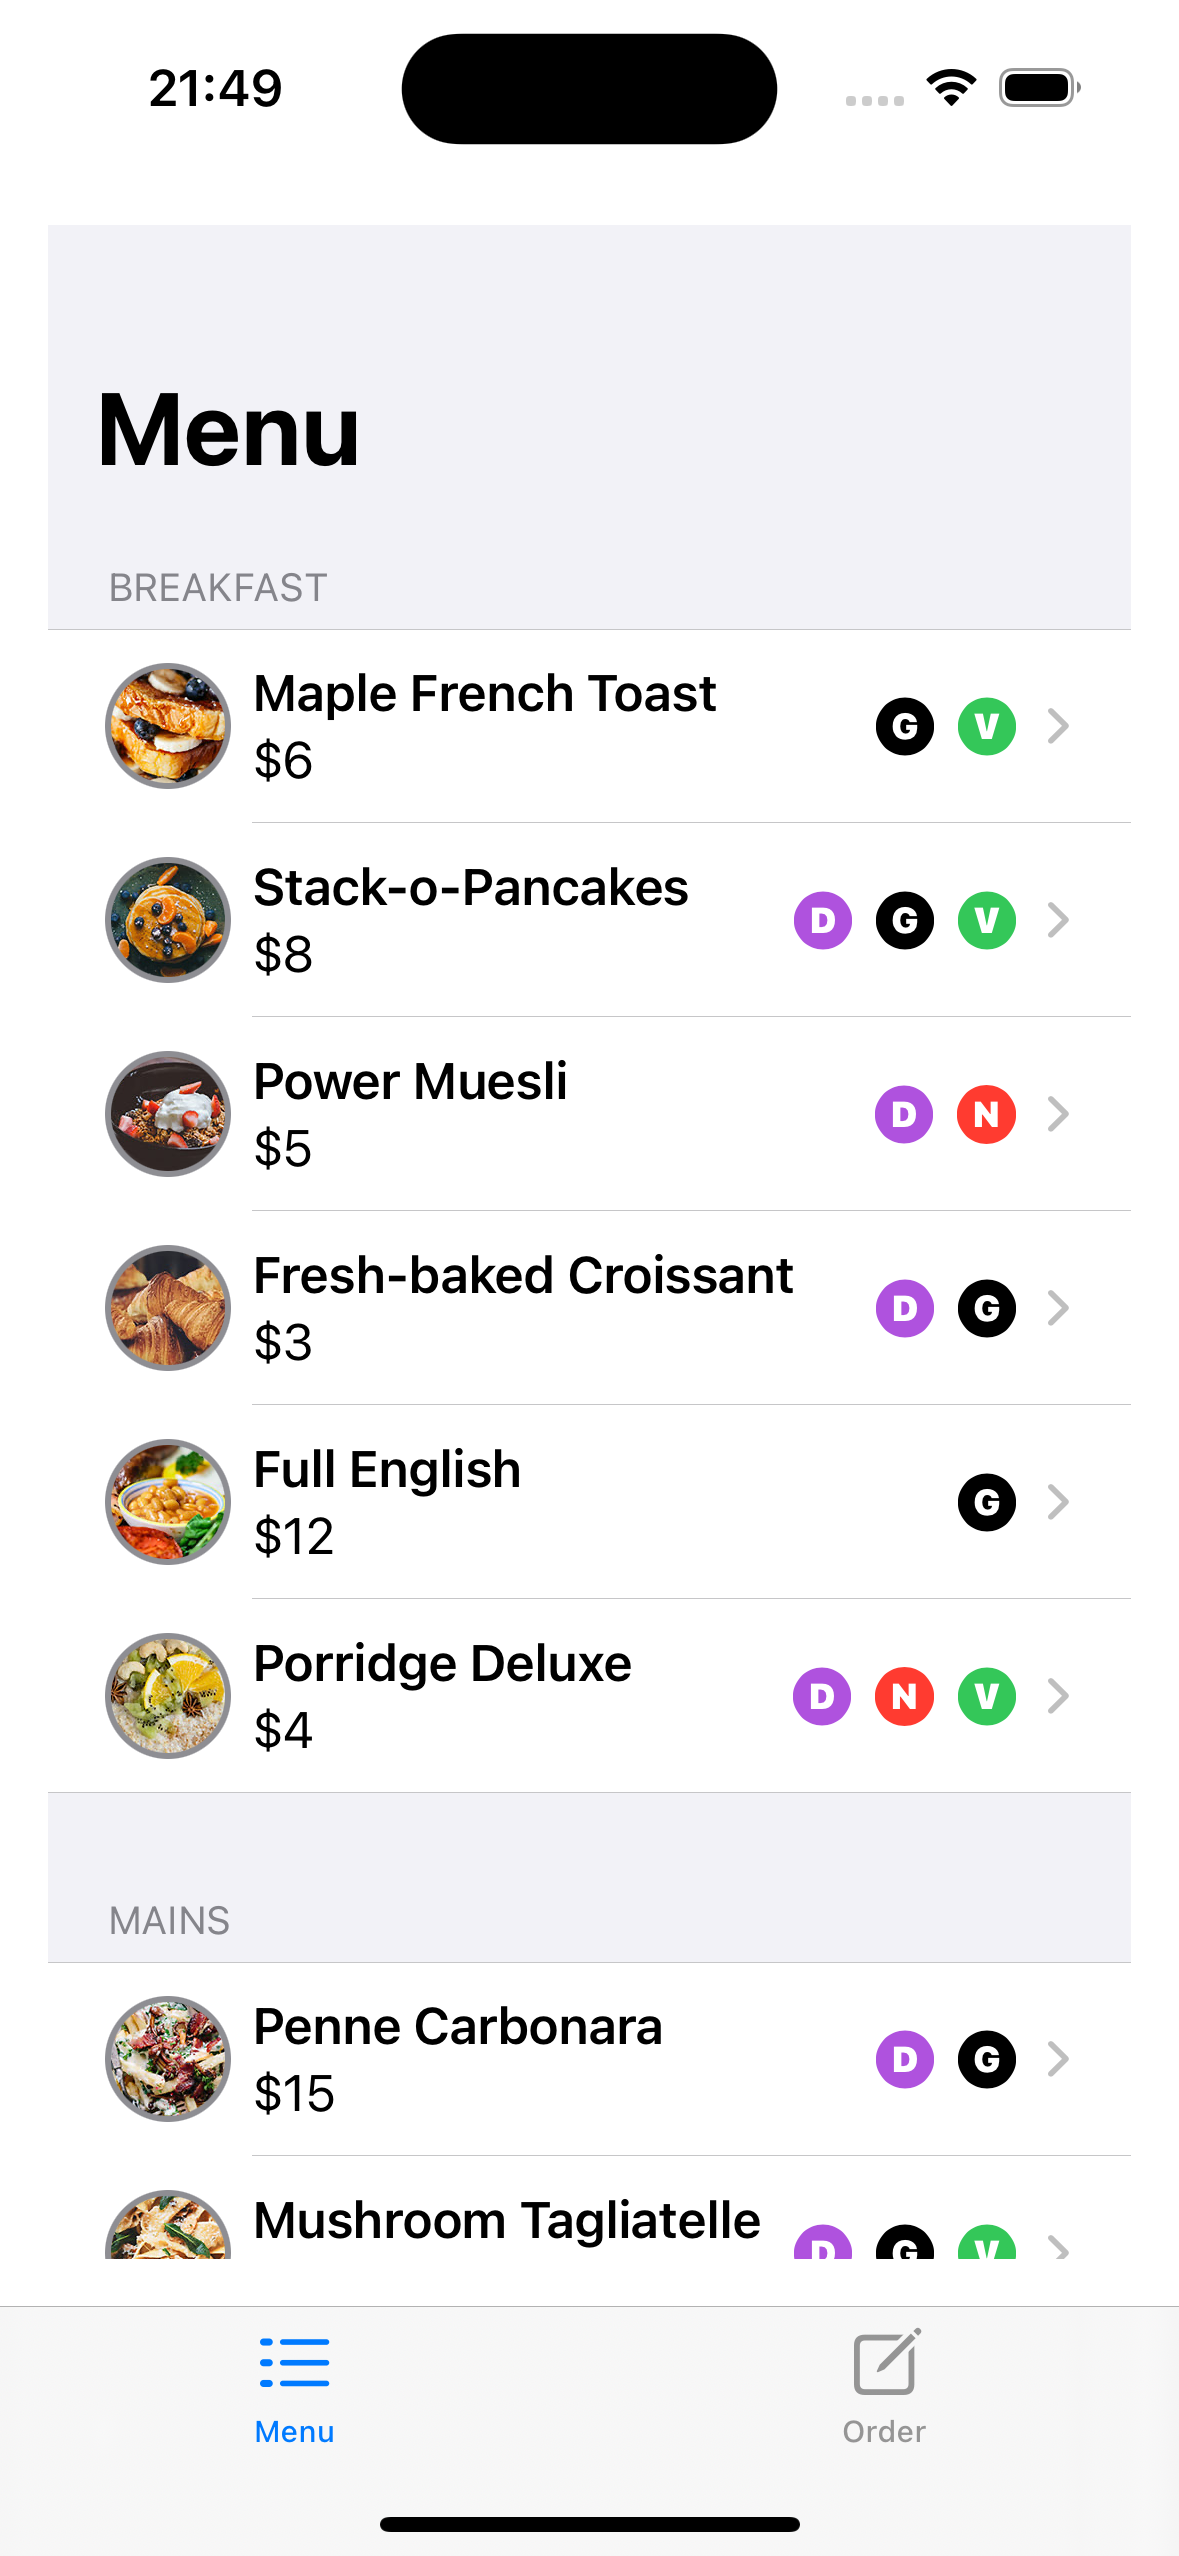 21:49
Menu
BREAKFAST
Maple French Toast
$6
G V
Stack-o-Pancakes
$8
D G V
Power Muesli
$5
D N
Fresh-baked Croissant
$3
D G
Full English
$12
G
Porridge Deluxe
$4
D N V
MAINS
Penne Carbonara
$15
D G
Mushroom Tagliatelle
D G V
Menu
Order